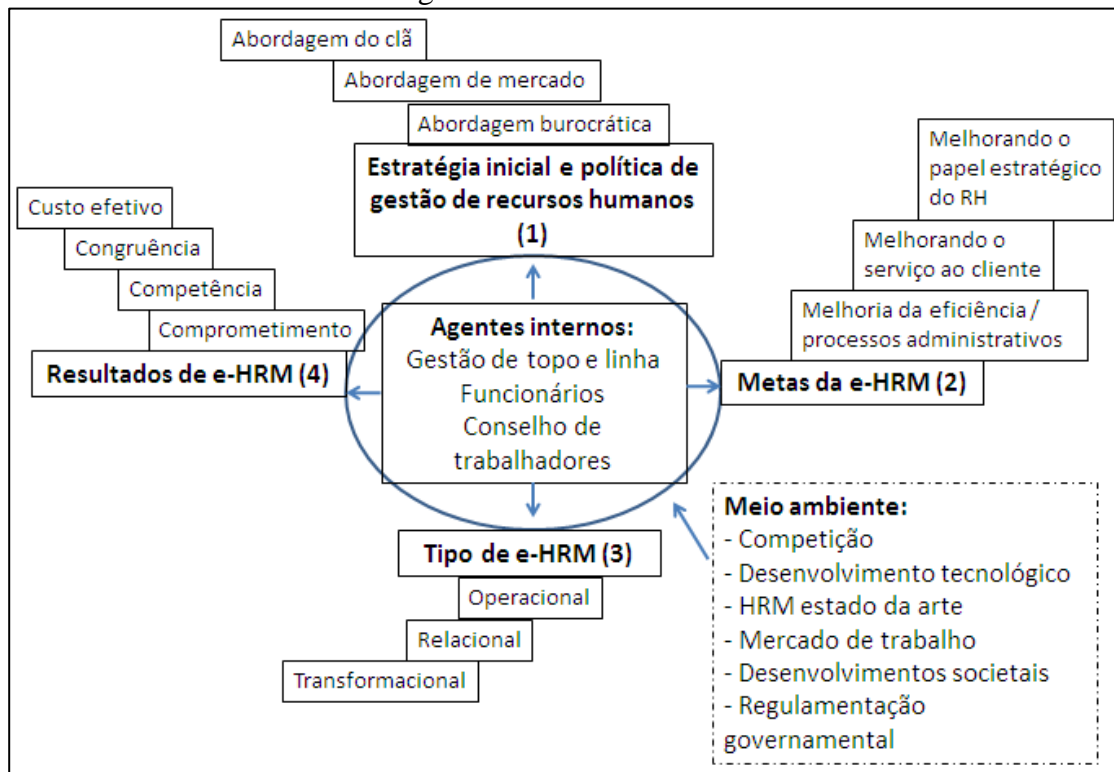 Abordagem do clã
Abordagem de mercado
Abordagem burocrática
Estratégia inicial e política de
gestão de recursos humanos
(1)
Melhorando o
papel estratégico
do RH
Melhorando o
serviço ao cliente
Melhoria da eficiência /
processos administrativos
Metas da e-HRM (2)
Custo efetivo
Congruência
Competência
Comprometimento
Resultados de e-HRM (4)
Agentes internos:
Gestão de topo e linha
Funcionários
Conselho de
trabalhadores
Tipo de e-HRM (3)
Operacional
Relacional
Transformacional
Meio ambiente:
- Competição
- Desenvolvimento tecnológico
- HRM estado da arte
- Mercado de trabalho
- Desenvolvimentos societais
- Regulamentação
governamental